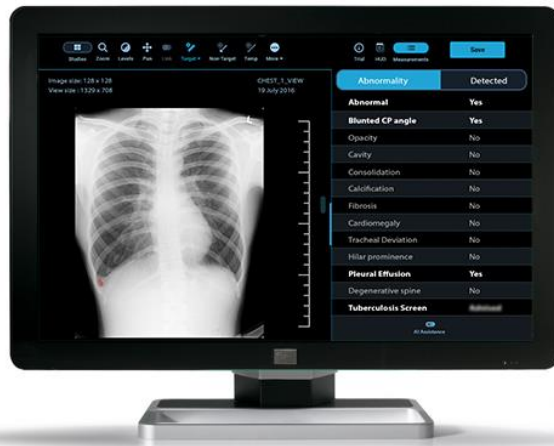 Studies
Zoom
Levels
Pan
Link
Target
Non-Target
Temp
More
Trial
HUD
Measurements
Save
Image size: 128 x 128
View size: 1329 x 708
CHEST_1_VIEW
19 July 2016
L
Abnormality Detected
Abnormal Yes
Blunted CP angle Yes
Opacity No
Cavity No
Consolidation No
Calcification No
Fibrosis No
Cardiomegaly No
Tracheal Deviation No
Hilar prominence No
Pleural Effusion Yes
Degenerative spine No
Tuberculosis Screen
AI Assistance